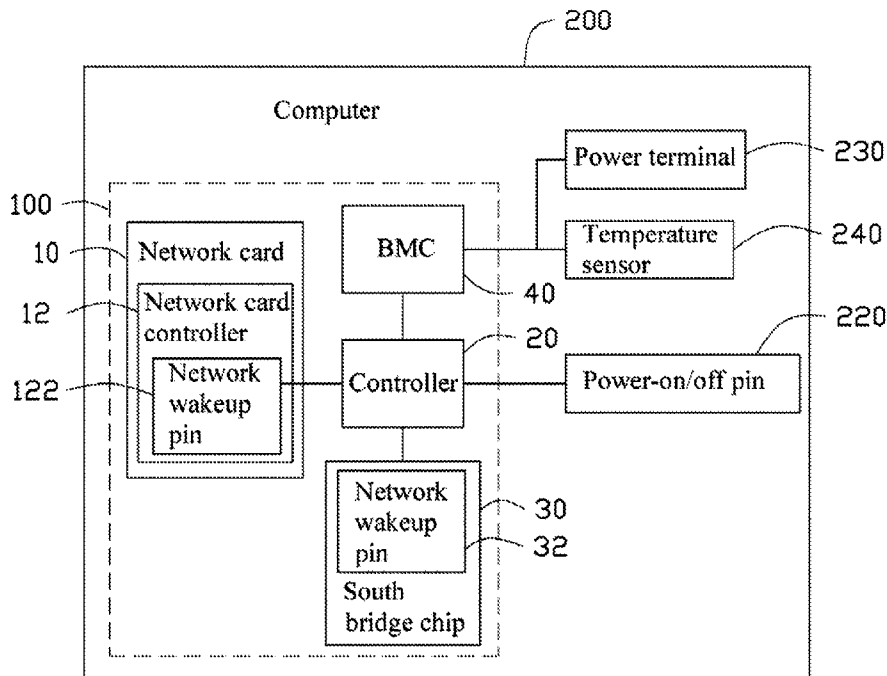 200
Computer
Power terminal
230
100
10
Network card
BMC
Temperature
sensor
240
12
Network card
controller
40
20
220
122
Network
wakeup
pin
Controller
Power-on/off pin
Network
wakeup
pin
30
32
South
bridge chip